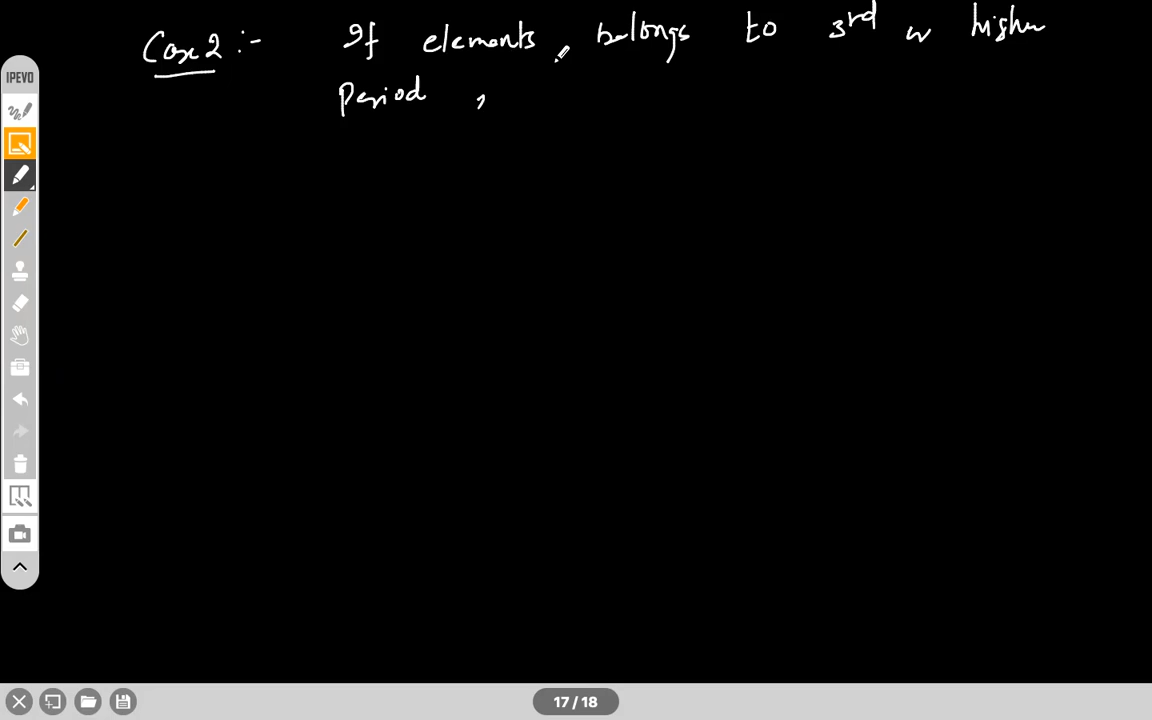 Case 2 :- If elements, belongs to 3rd or higher
period ,
IPEVO
17 / 18